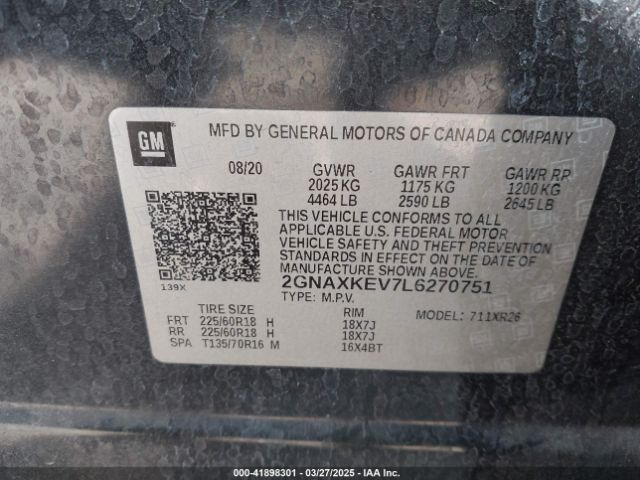 GM
MFD BY GENERAL MOTORS OF CANADA COMPANY
08/20 GVWR GAWR FRT GAWR RR
2025 KG 1175 KG 1200 KG
4464 LB 2590 LB 2645 LB
THIS VEHICLE CONFORMS TO ALL
APPLICABLE U.S. FEDERAL MOTOR
VEHICLE SAFETY AND THEFT PREVENTION
STANDARDS IN EFFECT ON THE DATE OF
MANUFACTURE SHOWN ABOVE.
139X 2GNAXKEV7L6270751
TYPE: M.P.V. MODEL: 711XR26
TIRE SIZE RIM
FRT 225/60R18 H 18X7J
RR 225/60R18 H 18X7J
SPA T135/70R16 M 16X4BT
000-41898301 | 03/27/2025 - IAA Inc.